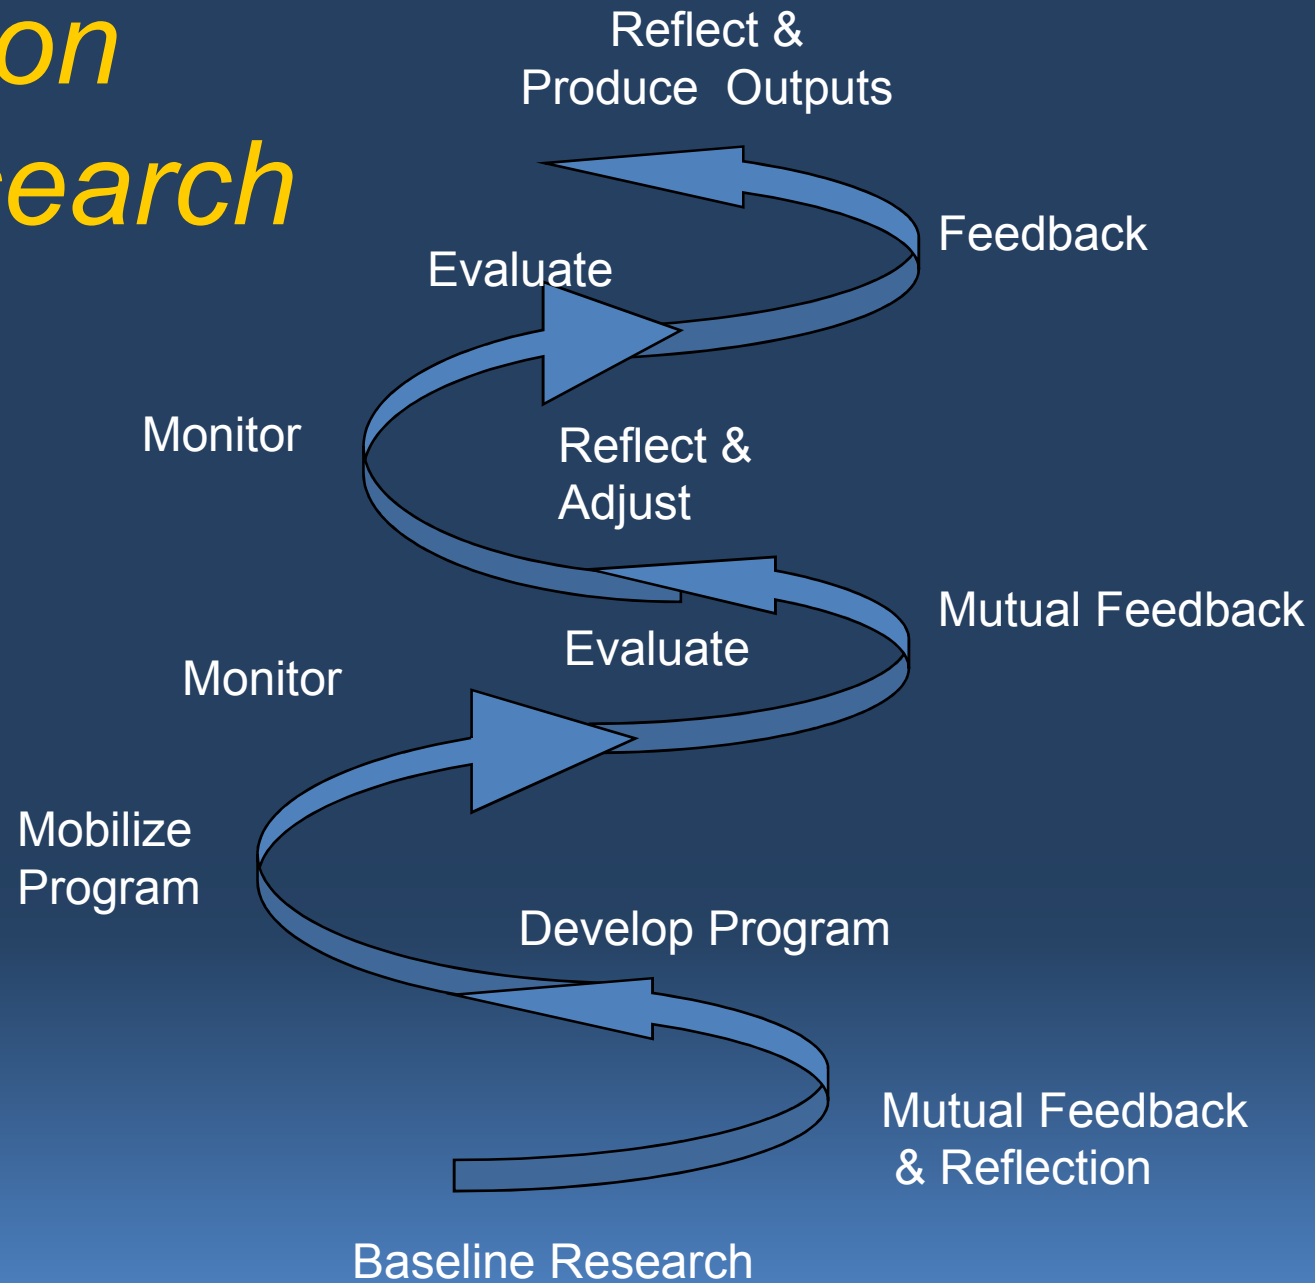 on
search
Reflect &
Produce Outputs
Feedback
Evaluate
Monitor
Reflect &
Adjust
Mutual Feedback
Evaluate
Monitor
Mobilize
Program
Develop Program
Mutual Feedback
& Reflection
Baseline Research